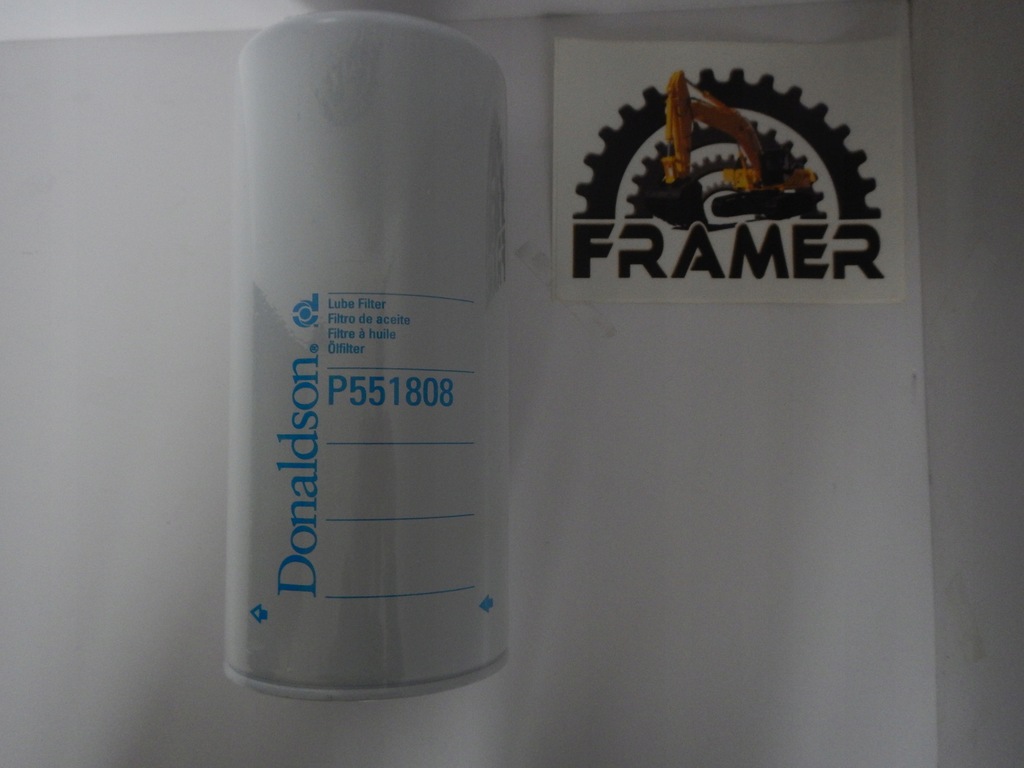 Lube Filter
Filtro de aceite
Filtre à huile
Ölfilter
P551808
Donaldson®
FRAMER